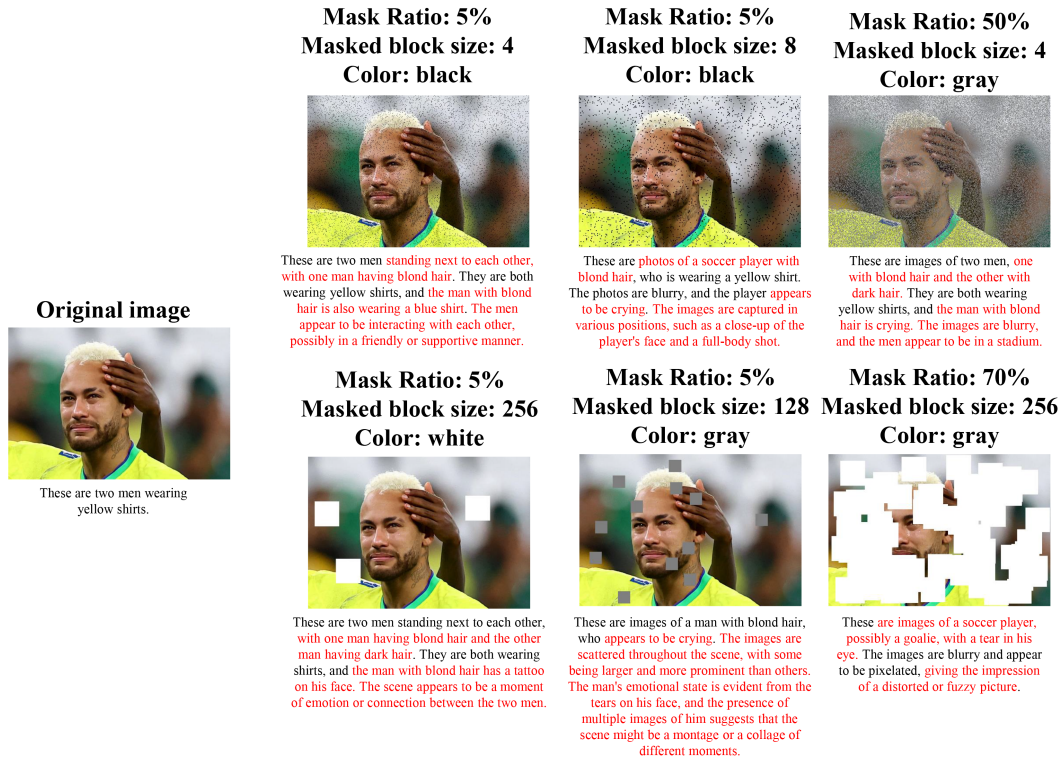 Mask Ratio: 5%
Masked block size: 4
Color: black
These are two men standing next to each other,
with one man having blond hair. They are both
wearing yellow shirts, and the man with blond
hair is also wearing a blue shirt. The men
appear to be interacting with each other,
possibly in a friendly or supportive manner.
Mask Ratio: 5%
Masked block size: 8
Color: black
These are photos of a soccer player with
blond hair, who is wearing a yellow shirt.
The photos are blurry, and the player appears
to be crying. The images are captured in
various positions, such as a close-up of the
player's face and a full-body shot.
Mask Ratio: 50%
Masked block size: 4
Color: gray
These are images of two men, one
with blond hair and the other with
dark hair. They are both wearing
yellow shirts, and the man with blond
hair is crying. The images are blurry,
and the men appear to be in a stadium.
Original image
These are two men wearing
yellow shirts.
Mask Ratio: 5%
Masked block size: 256
Color: white
These are two men standing next to each other,
with one man having blond hair and the other
man having dark hair. They are both wearing
shirts, and the man with blond hair has a tattoo
on his face. The scene appears to be a moment
of emotion or connection between the two men.
Mask Ratio: 5%
Masked block size: 128
Color: gray
These are images of a man with blond hair,
who appears to be crying. The images are
scattered throughout the scene, with some
being larger and more prominent than others.
The man's emotional state is evident from the
tears on his face, and the presence of
multiple images of him suggests that the
scene might be a montage or a collage of
different moments.
Mask Ratio: 70%
Masked block size: 256
Color: gray
These are images of a soccer player,
possibly a goalie, with a tear in his
eye. The images are blurry and appear
to be pixelated, giving the impression
of a distorted or fuzzy picture.